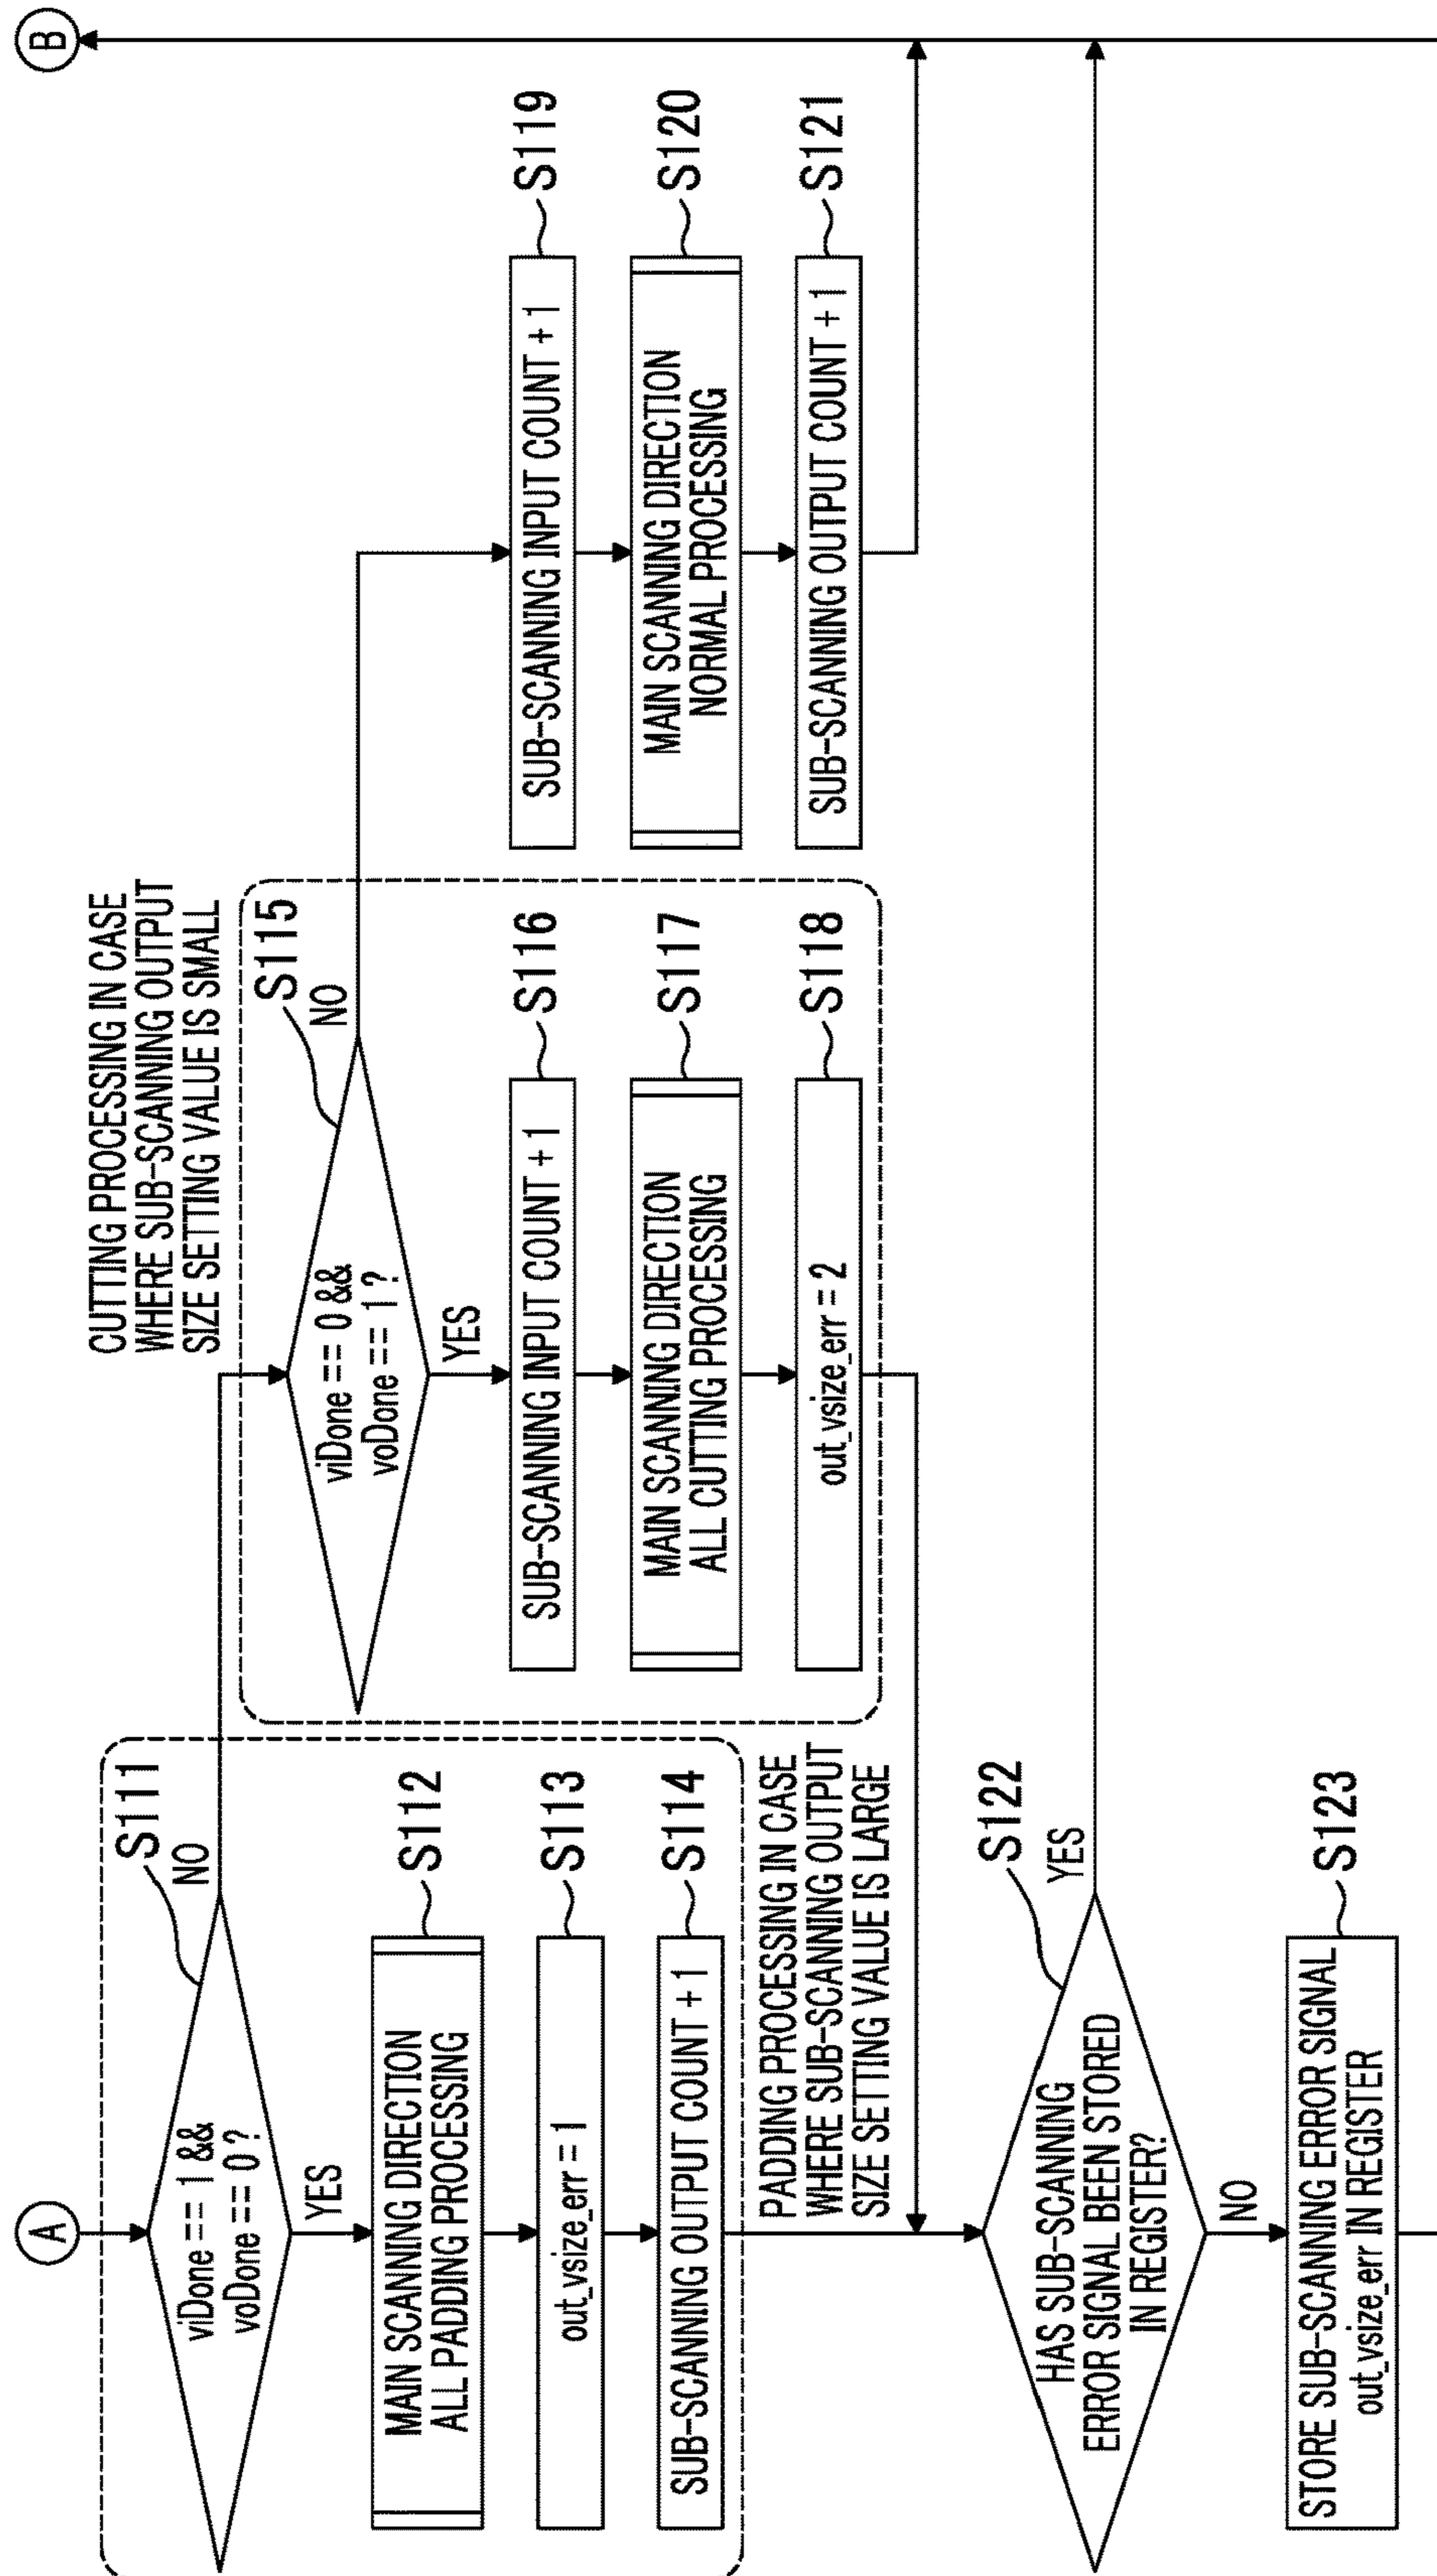 A
S111
viDone == 1 &&
voDone == 0 ?
NO
YES
MAIN SCANNING DIRECTION
ALL PADDING PROCESSING
S112
out_vsize_err = 1
S113
SUB-SCANNING OUTPUT COUNT + 1
S114
PADDING PROCESSING IN CASE
WHERE SUB-SCANNING OUTPUT
SIZE SETTING VALUE IS LARGE
CUTTING PROCESSING IN CASE
WHERE SUB-SCANNING OUTPUT
SIZE SETTING VALUE IS SMALL
S115
viDone == 0 &&
voDone == 1 ?
NO
YES
SUB-SCANNING INPUT COUNT + 1
S116
MAIN SCANNING DIRECTION
ALL CUTTING PROCESSING
S117
out_vsize_err = 2
S118
SUB-SCANNING INPUT COUNT + 1
S119
MAIN SCANNING DIRECTION
NORMAL PROCESSING
S120
SUB-SCANNING OUTPUT COUNT + 1
S121
B
S122
HAS SUB-SCANNING
ERROR SIGNAL BEEN STORED
IN REGISTER?
YES
NO
STORE SUB-SCANNING ERROR SIGNAL
out_vsize_err IN REGISTER
S123